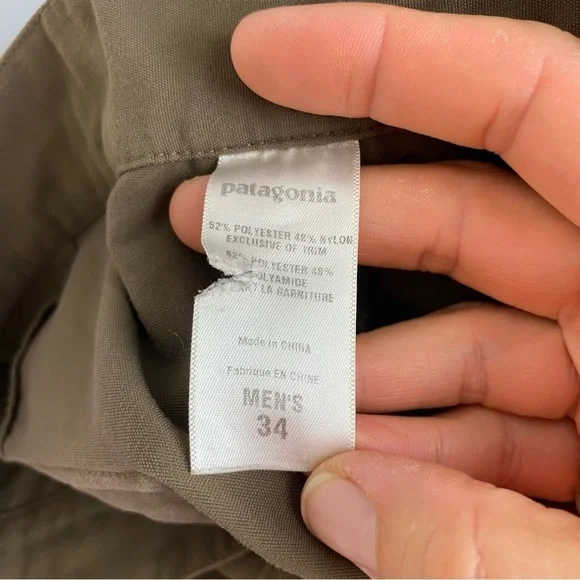 patagonia
52% POLYESTER 48% NYLON
EXCLUSIVE OF TRIM
52% POLYESTER 48%
POLYAMIDE
LA GARNITURE
Made in CHINA
Fabriqué EN CHINE
MEN'S
34